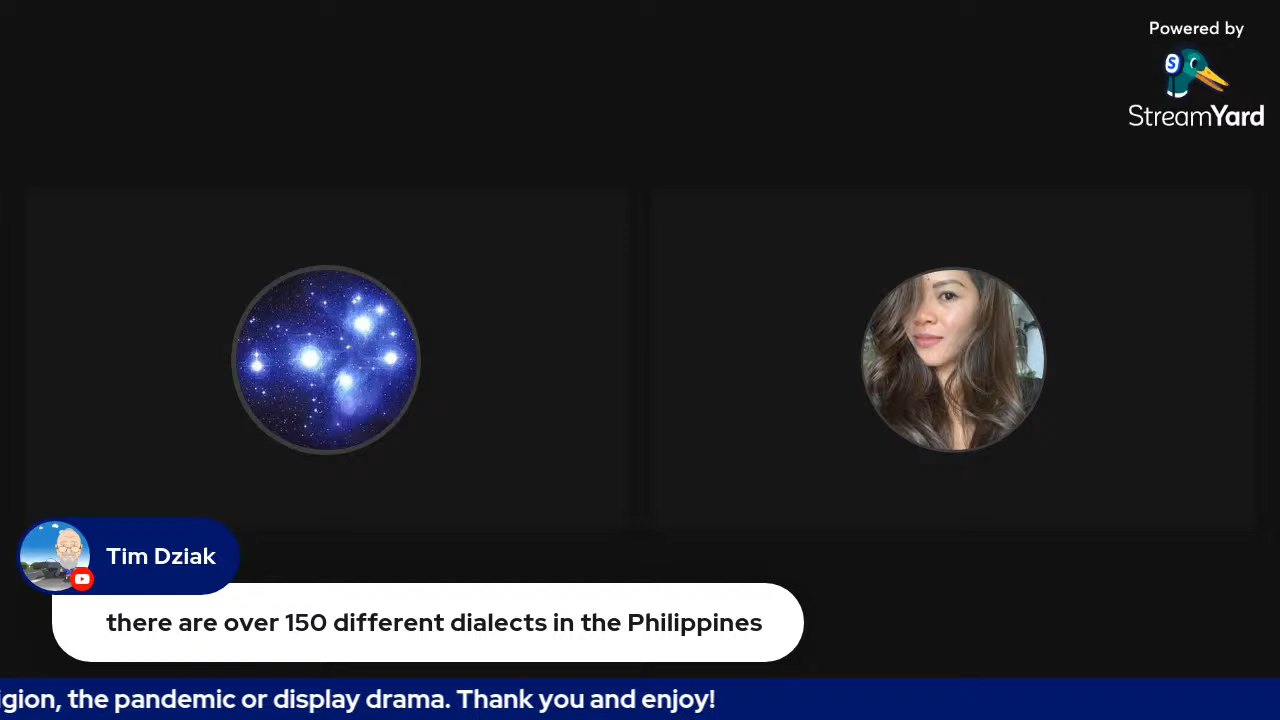 Powered by
StreamYard
Tim Dziak
there are over 150 different dialects in the Philippines
igion, the pandemic or display drama. Thank you and enjoy!